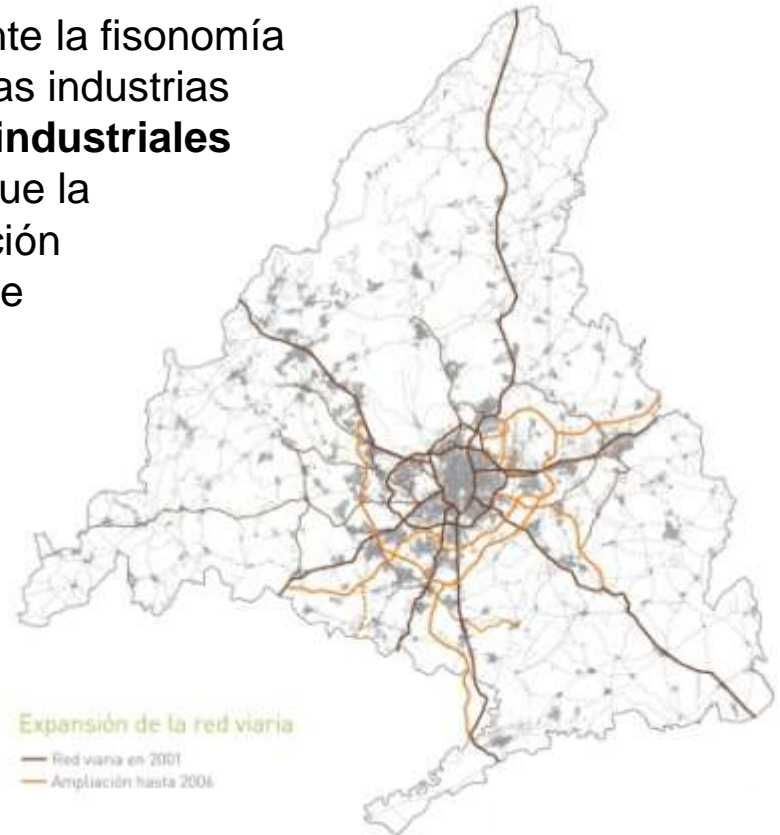 nte la fisonomía
as industrias
industriales
ue la
ción
e
Expansión de la red viaria
Red viaria en 2001
Ampliación hasta 2006